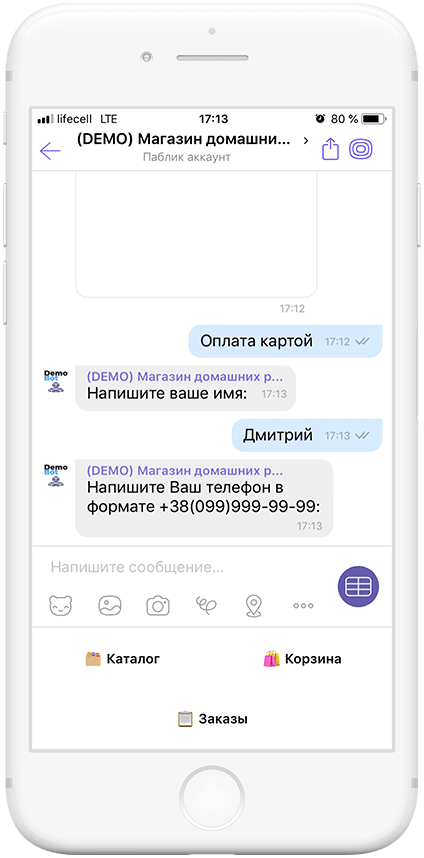 lifecell LTE 17:13 80 %
(DEMO) Магазин домашни...
Паблик аккаунт
17:12
Оплата картой 17:12
Demo
Bot
(DEMO) Магазин домашних р...
Напишите ваше имя: 17:13
Дмитрий 17:13
Demo
Bot
(DEMO) Магазин домашних р...
Напишите Ваш телефон в
формате +38(099)999-99-99:
17:13
Напишите сообщение...
Каталог
Корзина
Заказы